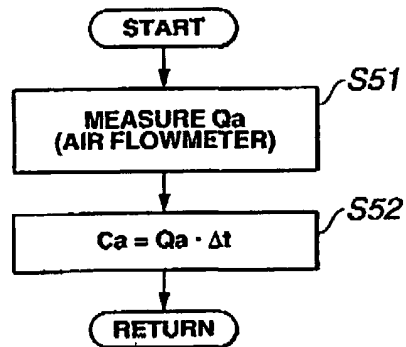 START
S51
MEASURE Qa
(AIR FLOWMETER)
S52
Ca = Qa · Δt
RETURN